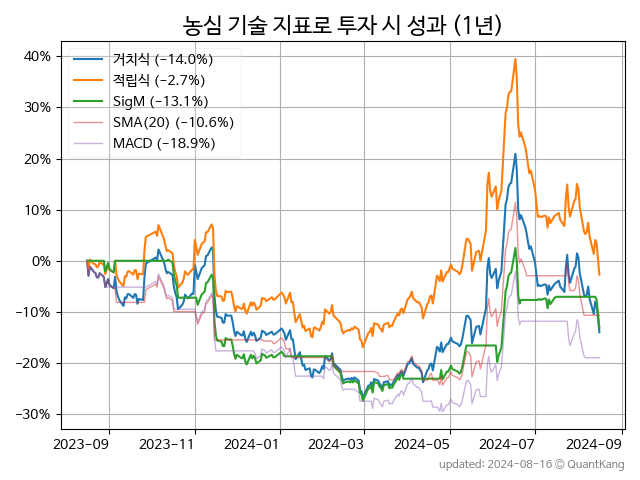 농심 기술 지표로 투자 시 성과 (1년)
거치식 (−14.0%)
적립식 (−2.7%)
SigM (−13.1%)
SMA(20) (−10.6%)
MACD (−18.9%)
40%
30%
20%
10%
0%
−10%
−20%
−30%
2023-09 2023-11 2024-01 2024-03 2024-05 2024-07 2024-09
updated: 2024-08-16 © QuantKang